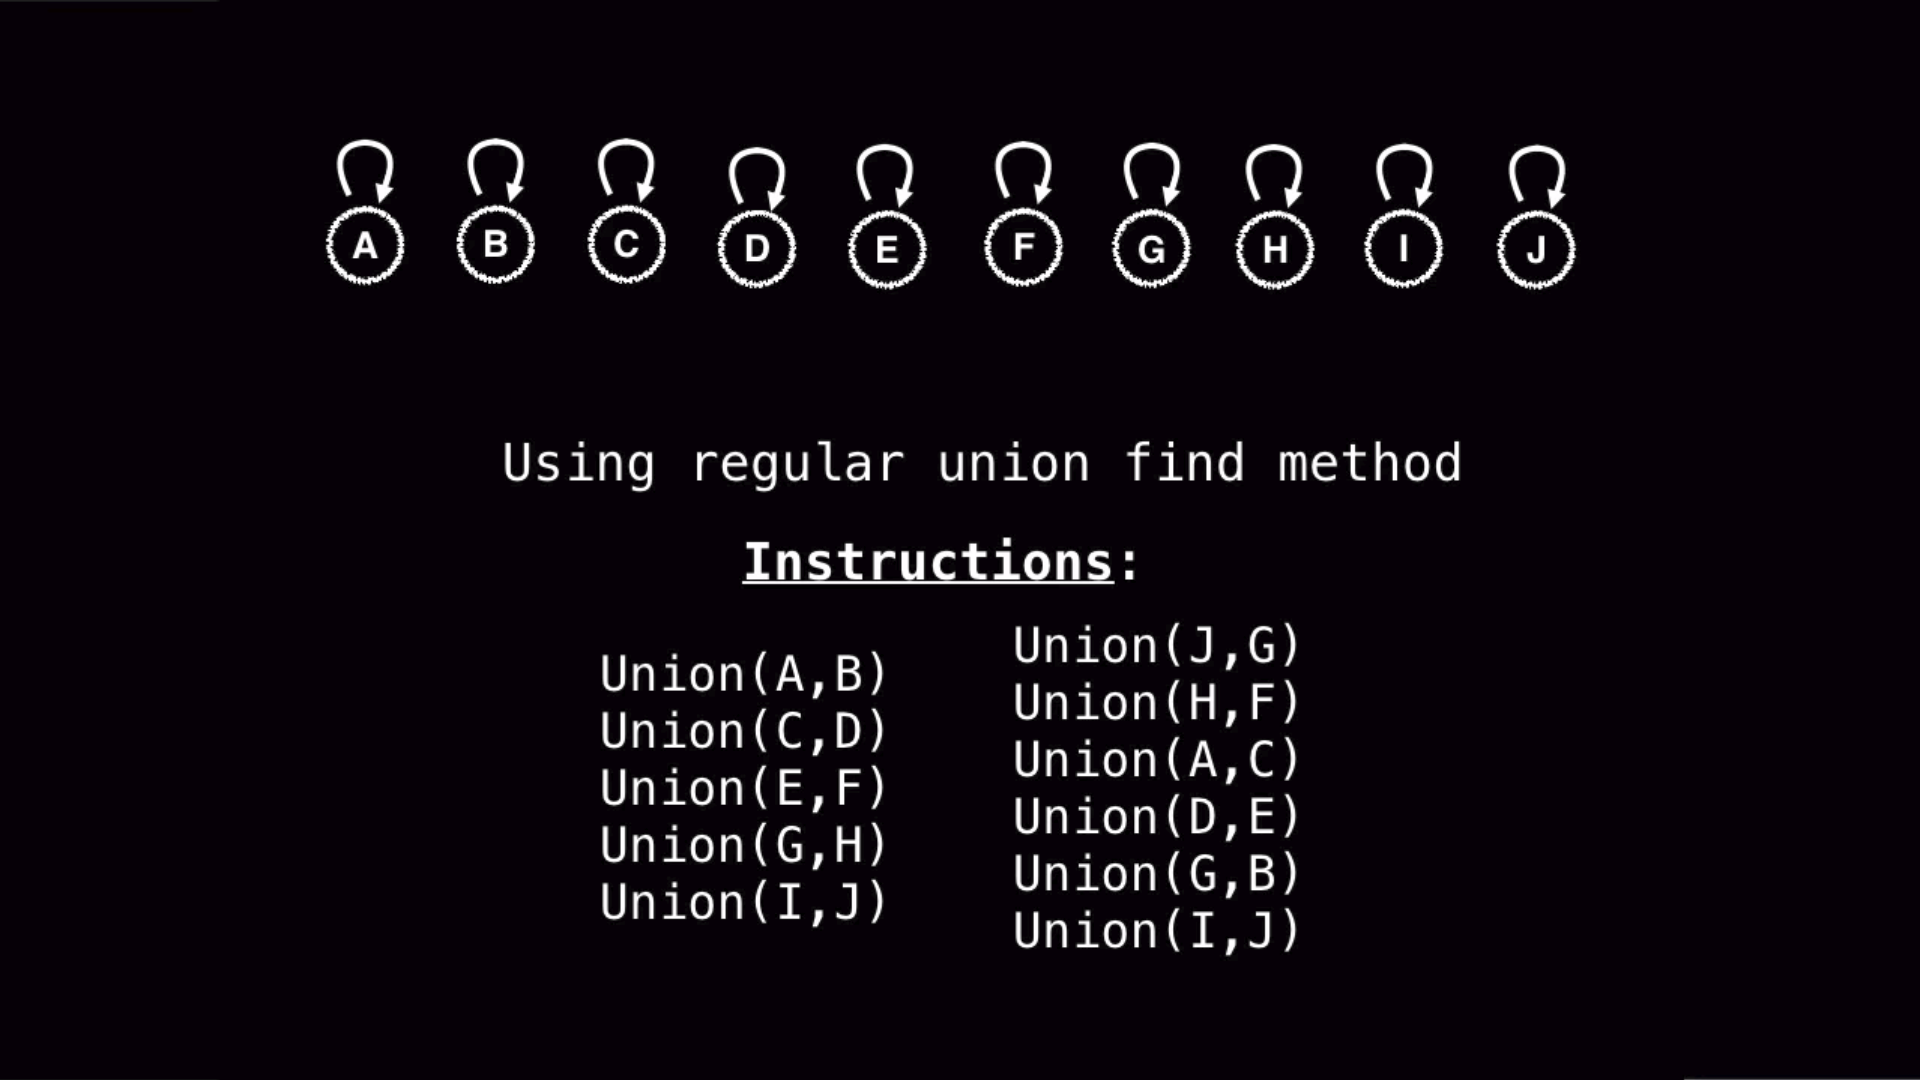 A B C D E F G H I J
Using regular union find method
Instructions:
Union(A,B)
Union(C,D)
Union(E,F)
Union(G,H)
Union(I,J)
Union(J,G)
Union(H,F)
Union(A,C)
Union(D,E)
Union(G,B)
Union(I,J)